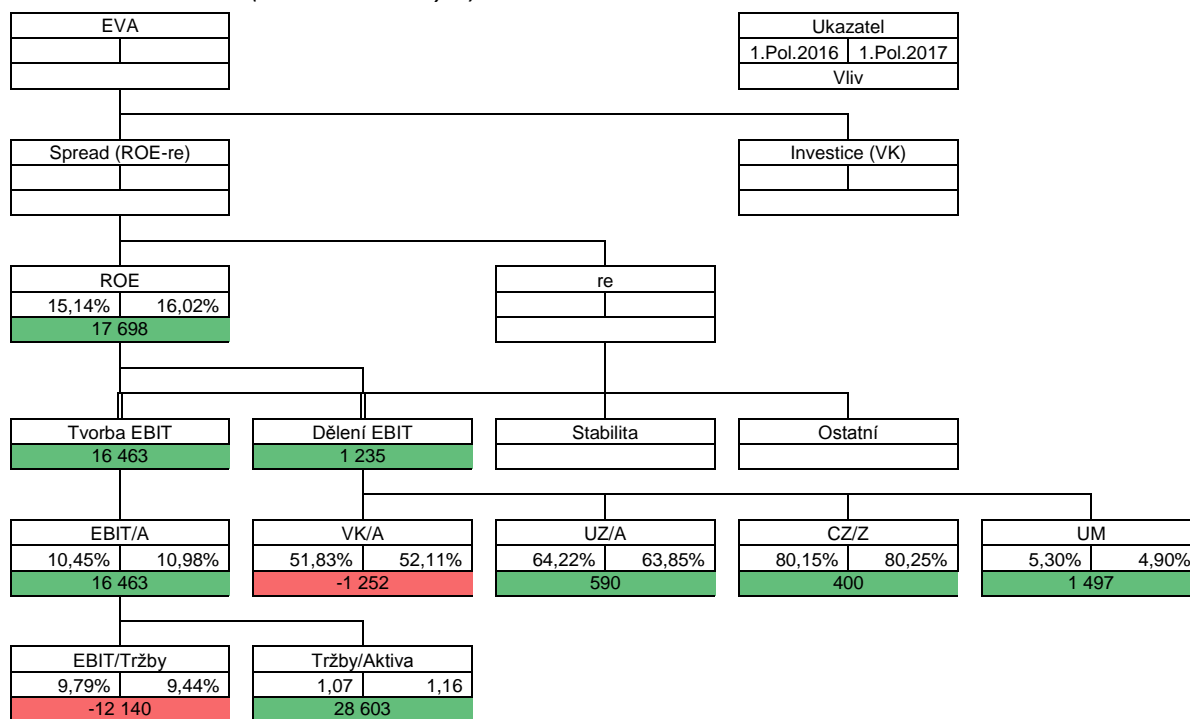 EVA
Ukazatel
1.Pol.2016 1.Pol.2017
Vliv
Spread (ROE-re)
Investice (VK)
ROE
re
15,14% 16,02%
17 698
Tvorba EBIT
Dělení EBIT
Stabilita
Ostatní
16 463
1 235
EBIT/A
VK/A
UZ/A
CZ/Z
UM
10,45% 10,98%
51,83% 52,11%
64,22% 63,85%
80,15% 80,25%
5,30% 4,90%
16 463
-1 252
590
400
1 497
EBIT/Tržby
Tržby/Aktiva
9,79% 9,44%
1,07 1,16
-12 140
28 603